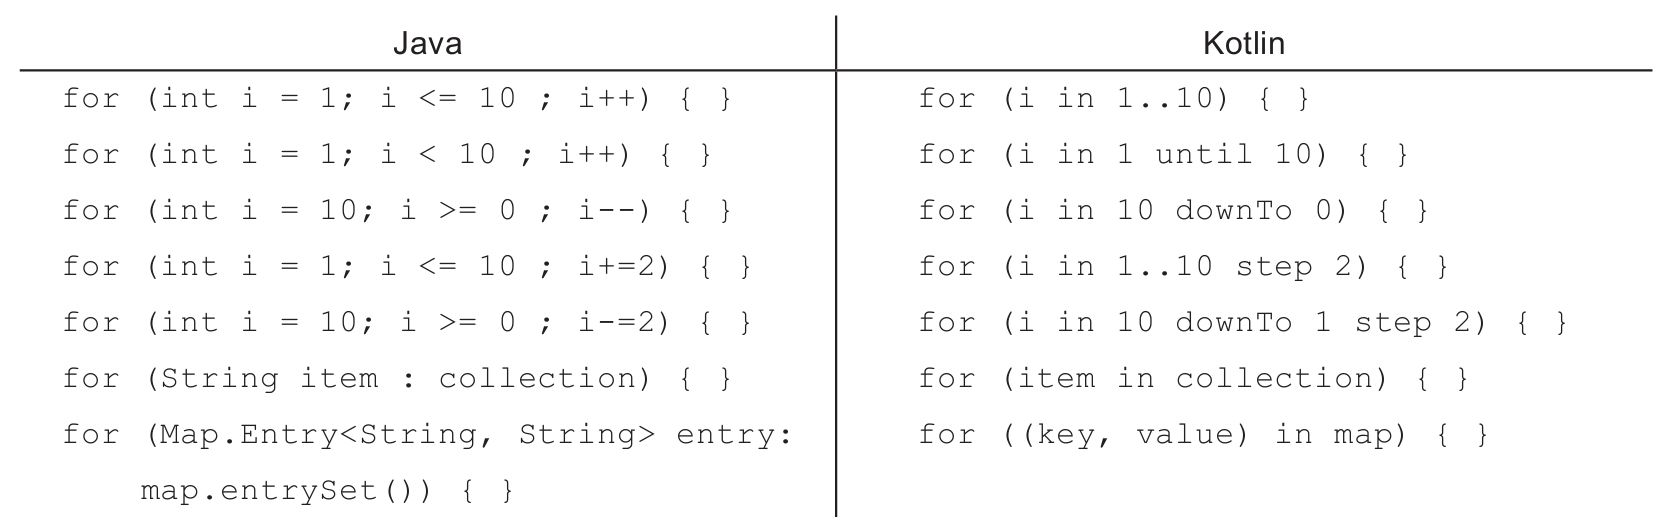 Java Kotlin
for (int i = 1; i <= 10 ; i++) { } for (i in 1..10) { }
for (int i = 1; i < 10 ; i++) { } for (i in 1 until 10) { }
for (int i = 10; i >= 0 ; i--) { } for (i in 10 downTo 0) { }
for (int i = 1; i <= 10 ; i+=2) { } for (i in 1..10 step 2) { }
for (int i = 10; i >= 0 ; i-=2) { } for (i in 10 downTo 1 step 2) { }
for (String item : collection) { } for (item in collection) { }
for (Map.Entry<String, String> entry: for ((key, value) in map) { }
map.entrySet()) { }